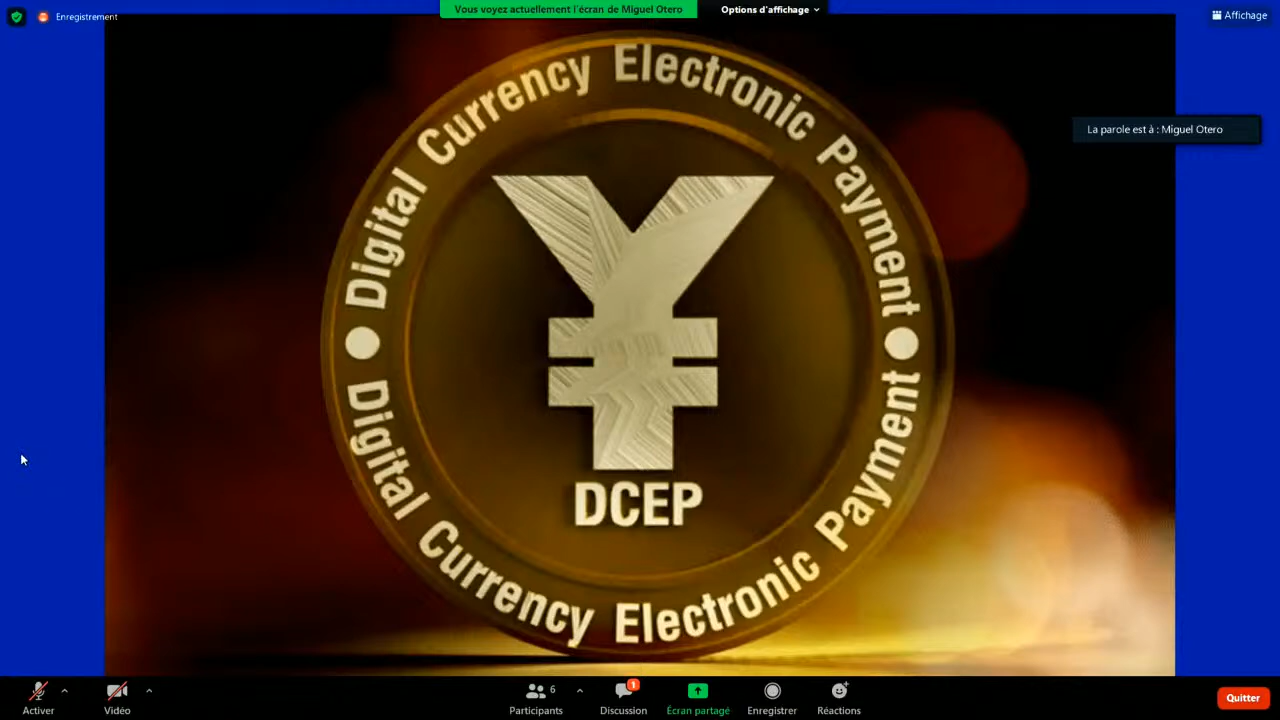 Enregistrement
Vous voyez actuellement l'écran de Miguel Otero
Options d'affichage
Affichage
La parole est à : Miguel Otero
Digital Currency Electronic Payment
¥
DCEP
Digital Currency Electronic Payment
Activer
Vidéo
6
Participants
1
Discussion
Écran partagé
Enregistrer
Réactions
Quitter